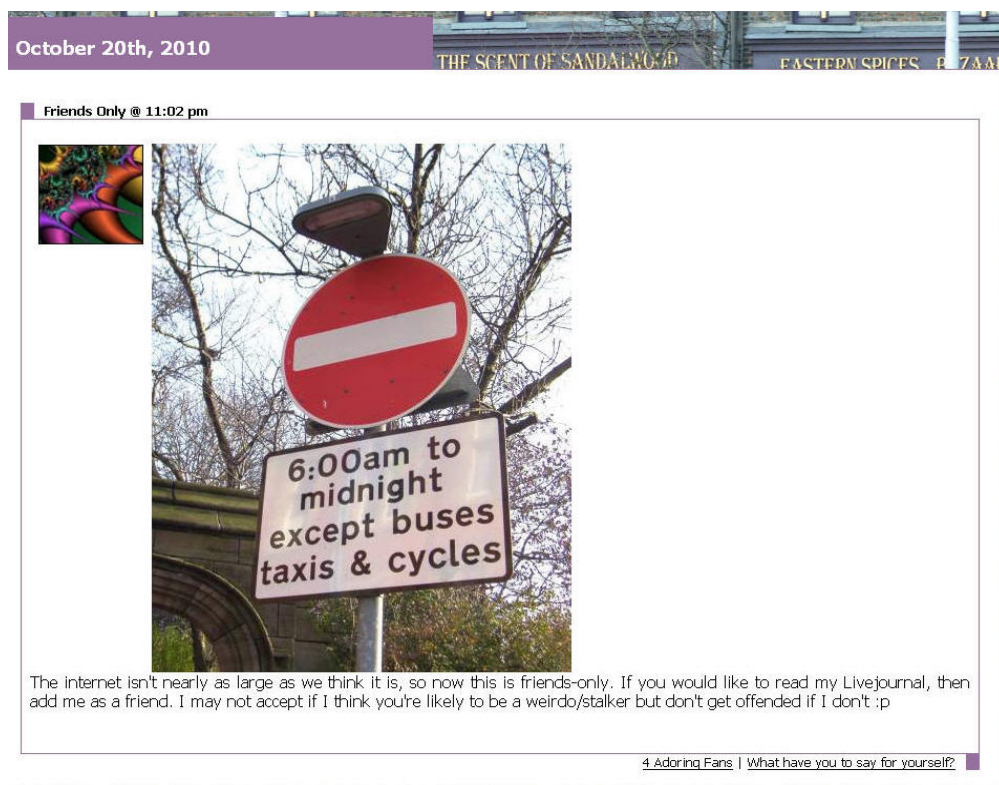 October 20th, 2010
THE SCENT OF SANDALWOOD
EASTERN SPICES
Friends Only @ 11:02 pm
6:00am to
midnight
except buses
taxis & cycles
The internet isn't nearly as large as we think it is, so now this is friends-only. If you would like to read my Livejournal, then
add me as a friend. I may not accept if I think you're likely to be a weirdo/stalker but don't get offended if I don't :p
4 Adoring Fans | What have you to say for yourself?